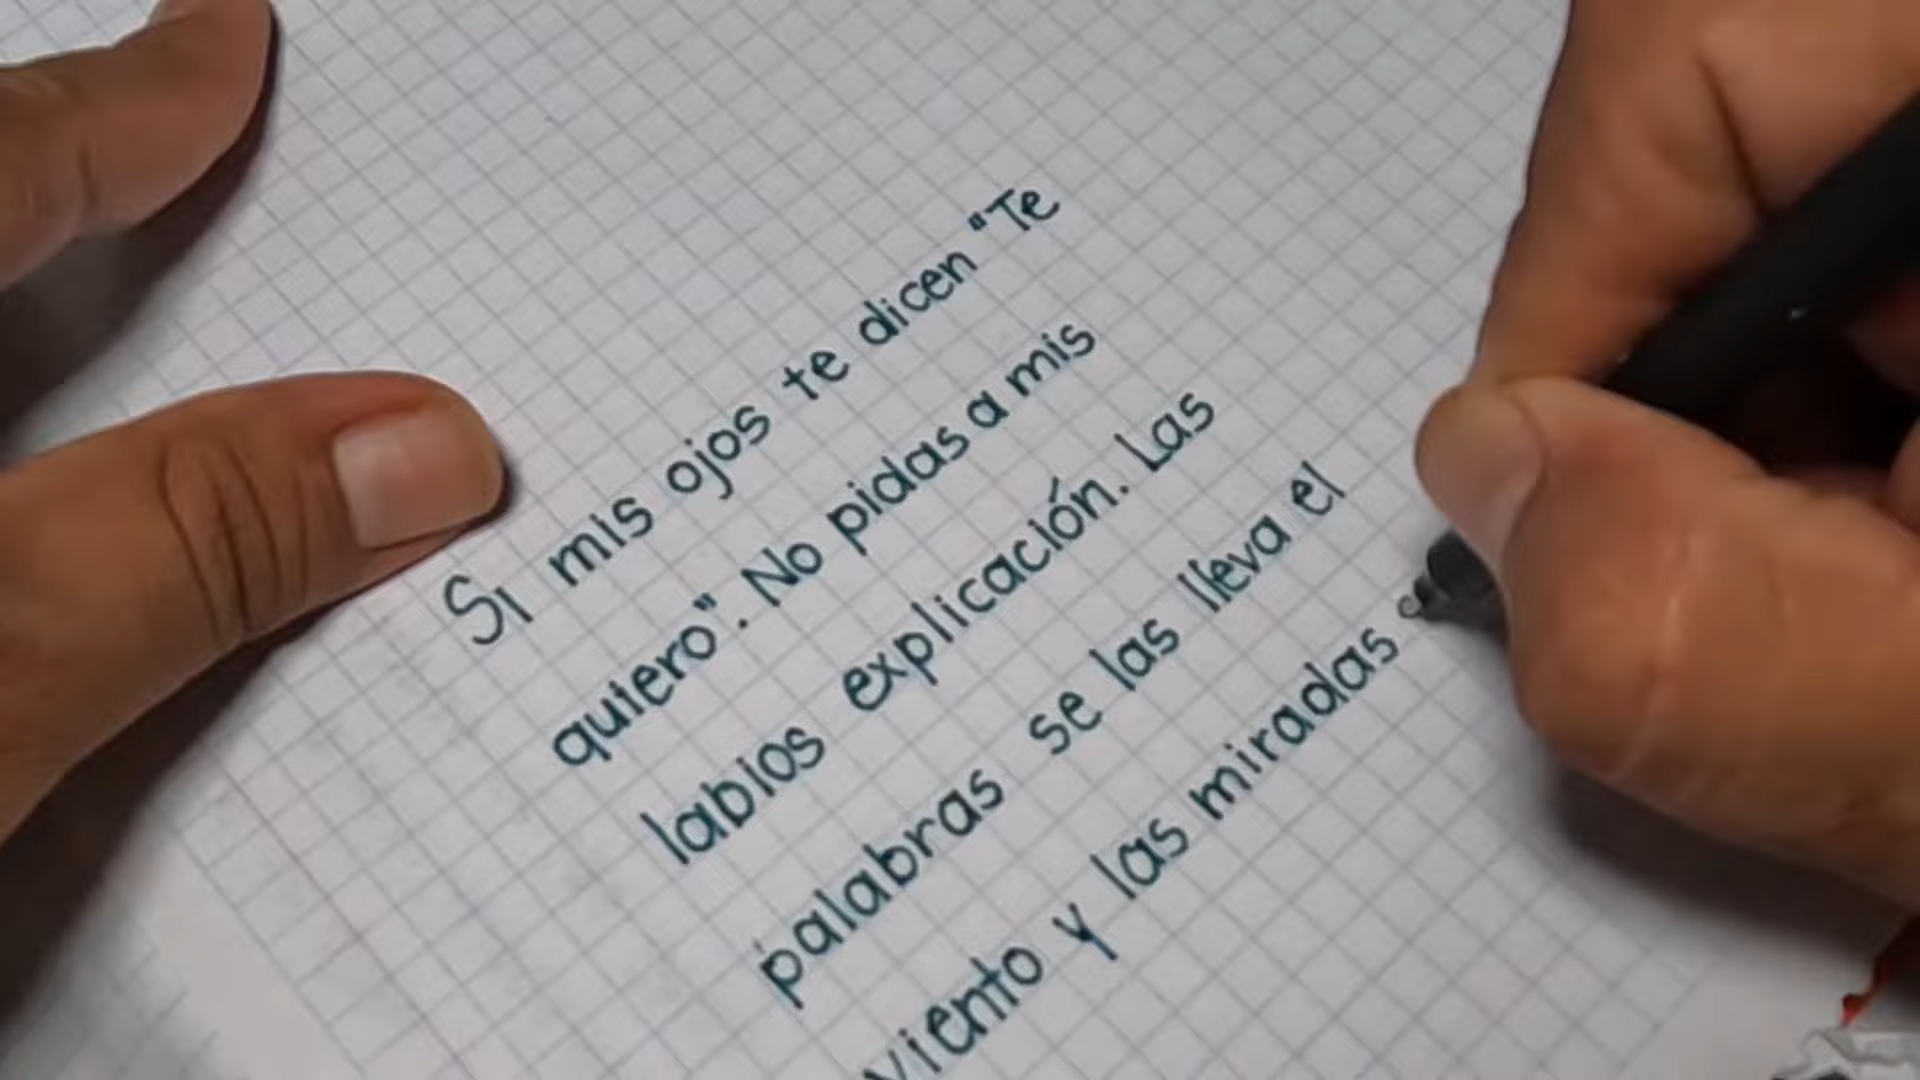 Si mis ojos te dicen "Te
quiero". No pidas a mis
labios explicación. Las
palabras se las lleva el
viento y las miradas